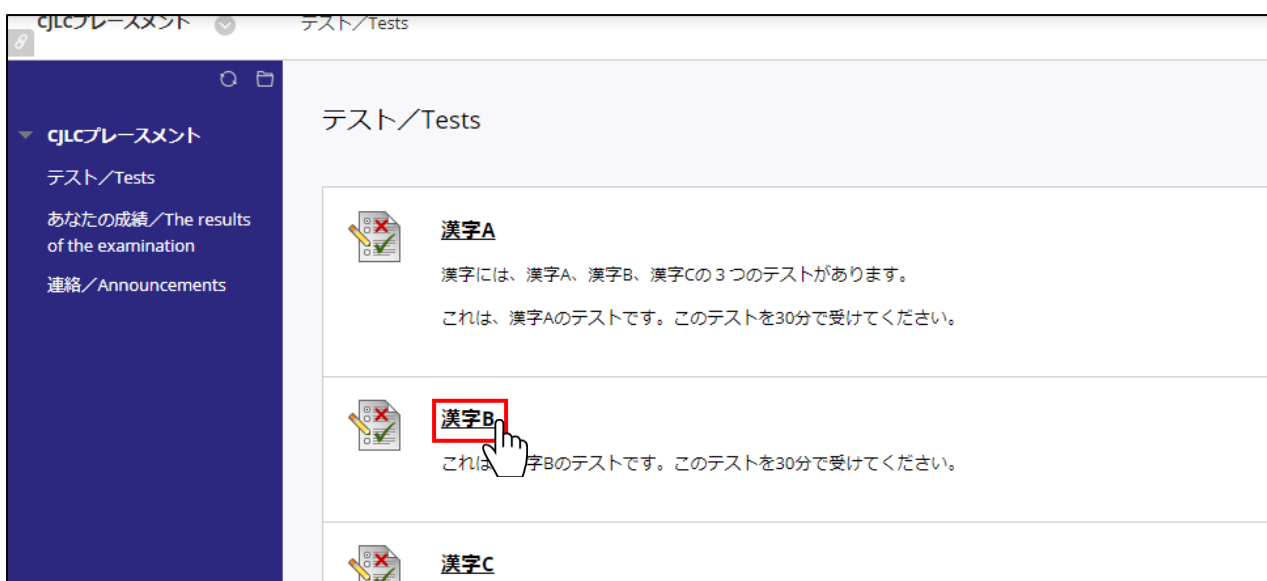 CJLCプレースメント
テスト／Tests
CJLCプレースメント
テスト／Tests
あなたの成績／The results
of the examination
連絡／Announcements
テスト／Tests
漢字A
漢字には、漢字A、漢字B、漢字Cの３つのテストがあります。
これは、漢字Aのテストです。このテストを30分で受けてください。
漢字B
これは 字Bのテストです。このテストを30分で受けてください。
漢字C